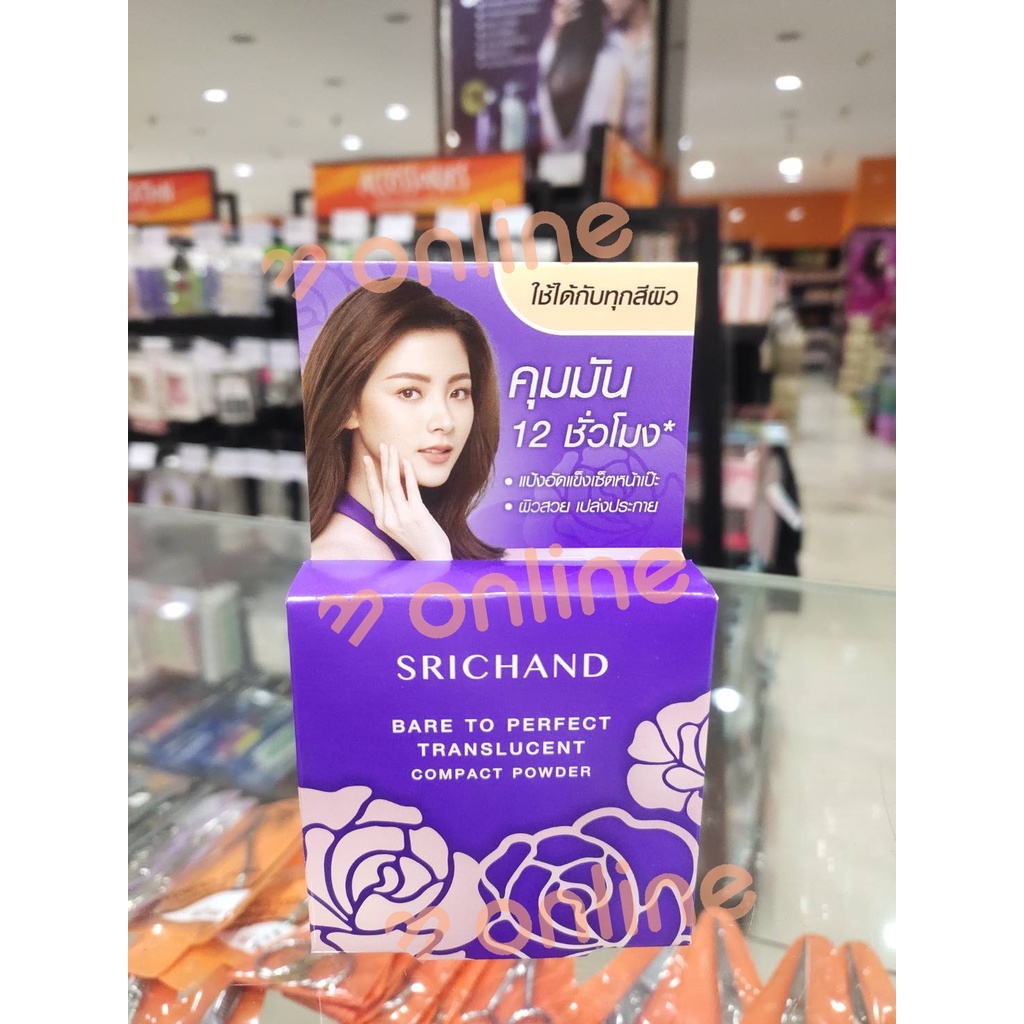 ACCESSORIES
online
ใช้ได้กับทุกสีผิว
คุมมัน
12 ชั่วโมง*
• แป้งอัดแข็งเซ็ตหน้าเป๊ะ
• ผิวสวย เปล่งประกาย
online
SRICHAND
BARE TO PERFECT
TRANSLUCENT
COMPACT POWDER
online